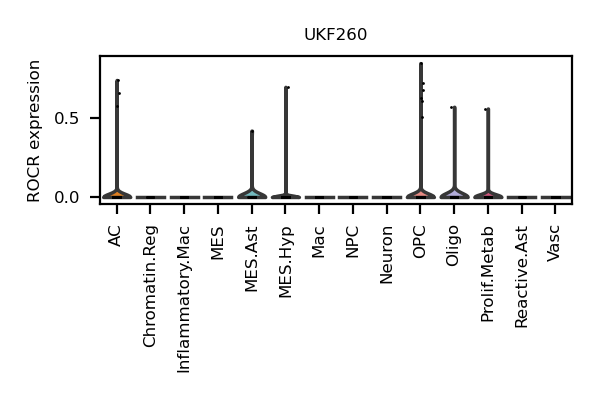 UKF260
ROCR expression
0.5
0.0
AC
Chromatin.Reg
Inflammatory.Mac
MES
MES.Ast
MES.Hyp
Mac
NPC
Neuron
OPC
Oligo
Prolif.Metab
Reactive.Ast
Vasc